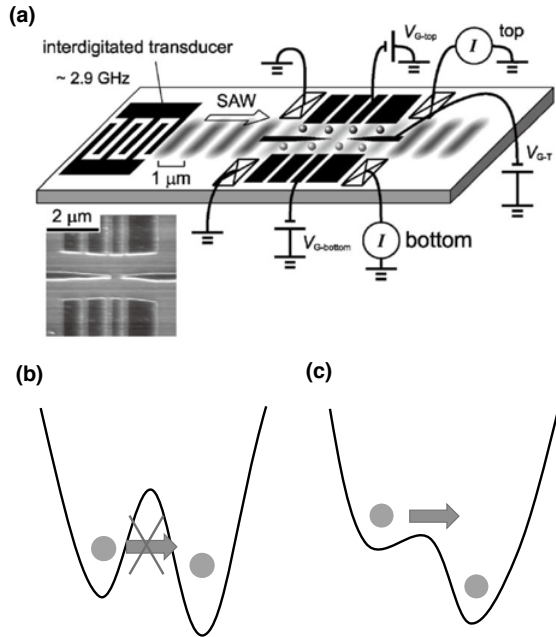 (a)
interdigitated transducer
~ 2.9 GHz
SAW
V_G-top
I
top
1 μm
V_G-T
2 μm
V_G-bottom
I
bottom
(b)
(c)